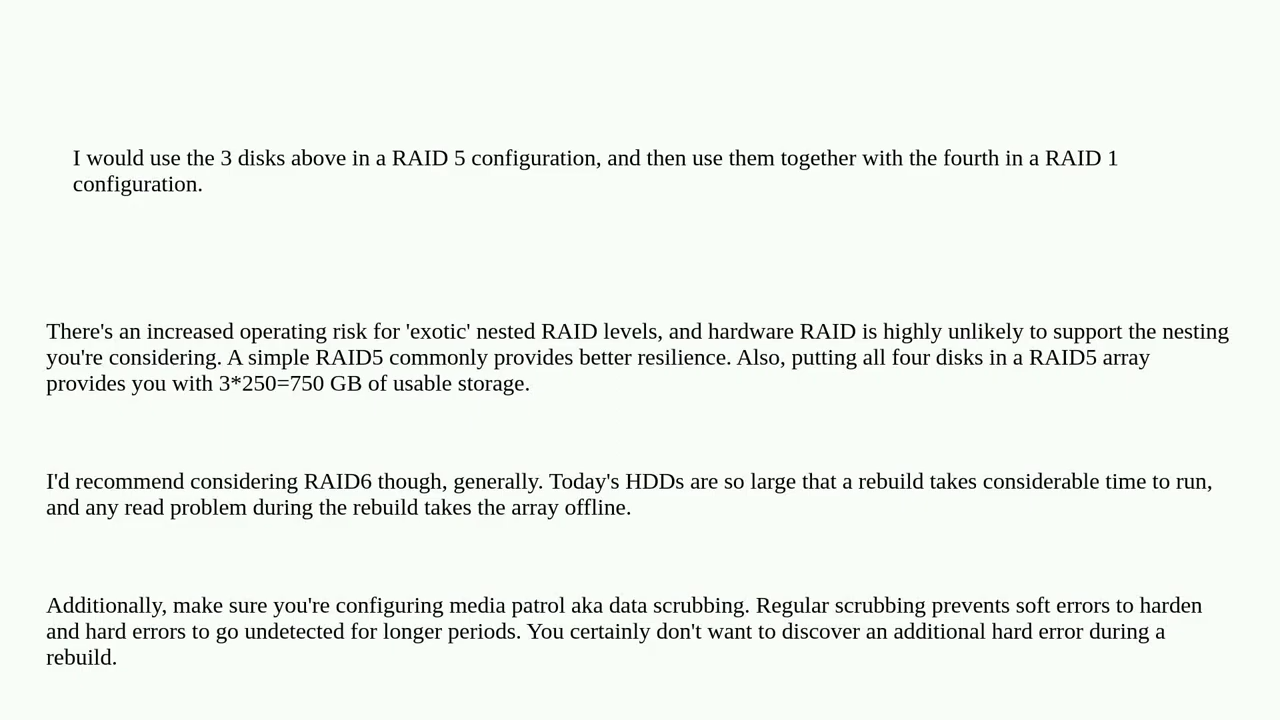 I would use the 3 disks above in a RAID 5 configuration, and then use them together with the fourth in a RAID 1
configuration.
There's an increased operating risk for 'exotic' nested RAID levels, and hardware RAID is highly unlikely to support the nesting
you're considering. A simple RAID5 commonly provides better resilience. Also, putting all four disks in a RAID5 array
provides you with 3*250=750 GB of usable storage.
I'd recommend considering RAID6 though, generally. Today's HDDs are so large that a rebuild takes considerable time to run,
and any read problem during the rebuild takes the array offline.
Additionally, make sure you're configuring media patrol aka data scrubbing. Regular scrubbing prevents soft errors to harden
and hard errors to go undetected for longer periods. You certainly don't want to discover an additional hard error during a
rebuild.